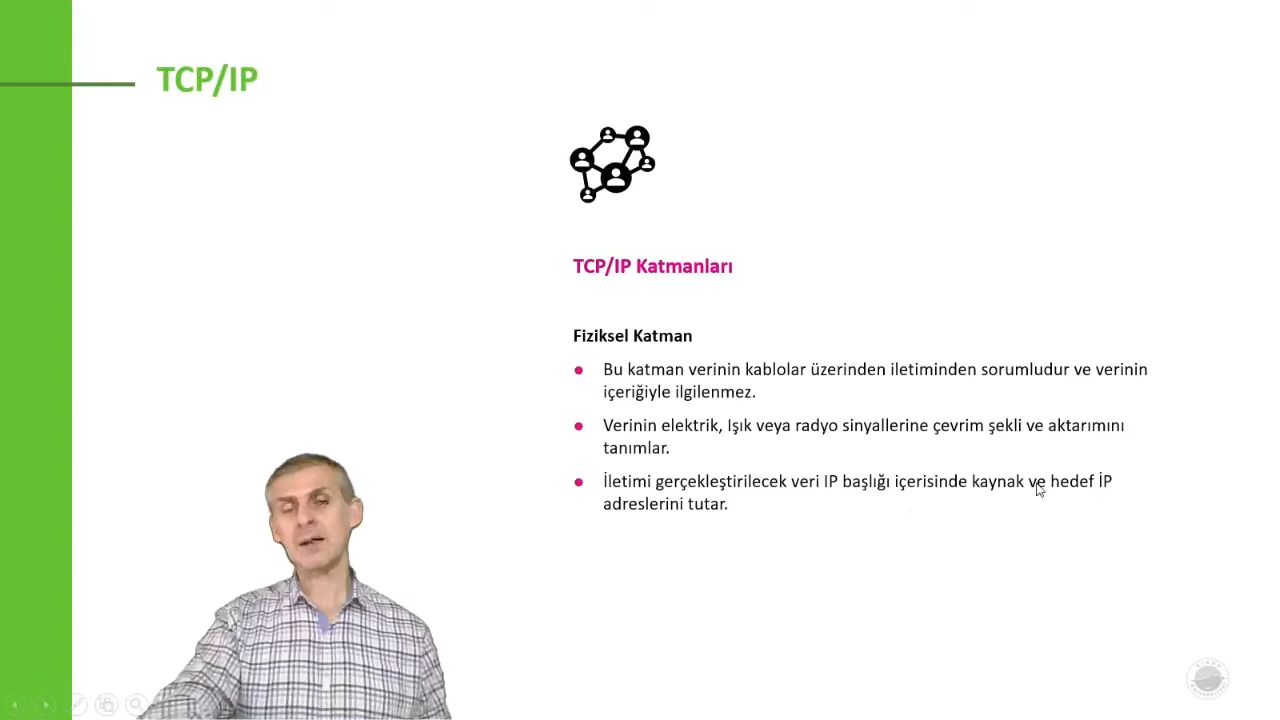 TCP/IP
TCP/IP Katmanları
Fiziksel Katman
Bu katman verinin kablolar üzerinden iletiminden sorumludur ve verinin
içeriğiyle ilgilenmez.
Verinin elektrik, Işık veya radyo sinyallerine çevrim şekli ve aktarımını
tanımlar.
İletimi gerçekleştirilecek veri IP başlığı içerisinde kaynak ve hedef İP
adreslerini tutar.